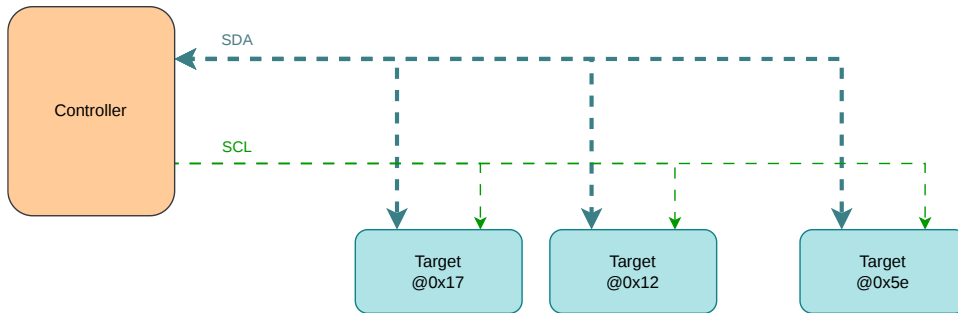 SDA
Controller
SCL
Target
@0x17
Target
@0x12
Target
@0x5e